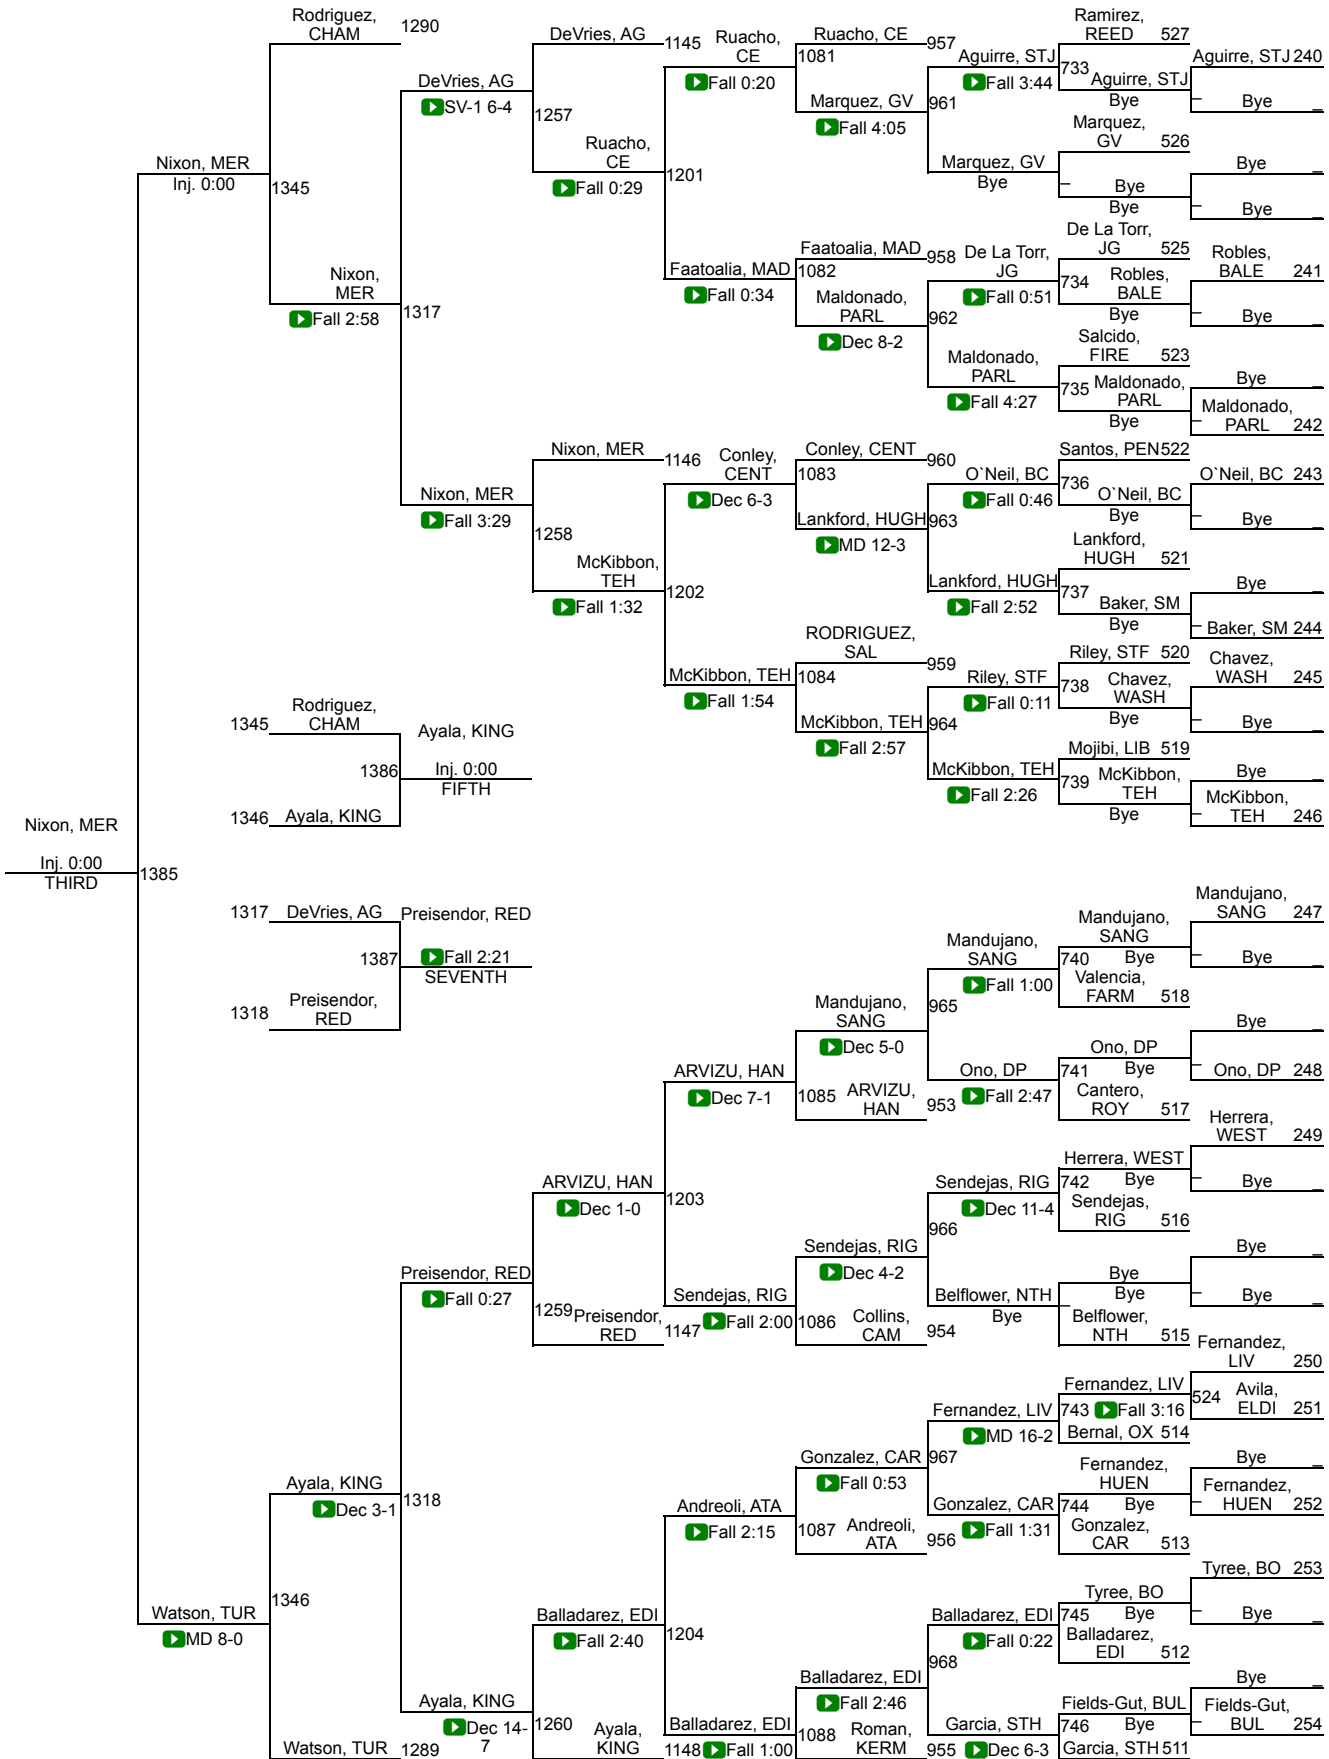 Rodriguez,
CHAM 1290
DeVries, AG
1145
Ruacho,
CE
Ruacho, CE
957
Ramirez,
REED 527
Aguirre, STJ
Aguirre, STJ 240
DeVries, AG
SV-1 6-4
Fall 0:20
1081
Fall 3:44
733
Aguirre, STJ
Bye
– Bye _
1257
Marquez, GV
961
Fall 4:05
Marquez,
GV 526
Ruacho,
CE
Nixon, MER
Inj. 0:00
1345
Fall 0:29
1201
Marquez, GV
Bye
– Bye
Bye
Bye _
– Bye _
Faatoalia, MAD
958
De La Torr,
JG
De La Torr,
JG 525
Robles,
BALE 241
Nixon,
MER
Fall 2:58
1317
Faatoalia, MAD
Fall 0:34
1082
Maldonado,
PARL
Fall 0:51
734
Robles,
BALE
Bye
– Bye _
962
Dec 8-2
Salcido,
FIRE 523
Maldonado,
PARL
Fall 4:27
735
Maldonado,
PARL
Bye
Bye _
– Maldonado,
PARL 242
Nixon, MER
1146
Conley,
CENT
Conley, CENT
960
Santos, PEN 522
O`Neil, BC
O`Neil, BC 243
Nixon, MER
Fall 3:29
Dec 6-3
1083
Fall 0:46
736
O`Neil, BC
Bye
– Bye _
1258
Lankford, HUGH
963
MD 12-3
Lankford,
HUGH 521
McKibbon,
TEH
Fall 1:32
1202
Lankford, HUGH
Fall 2:52
737
Baker, SM
Bye
Bye _
– Baker, SM 244
RODRIGUEZ,
SAL
959
Riley, STF 520
Chavez,
WASH 245
McKibbon, TEH
Fall 1:54
1084
Riley, STF
Fall 0:11
738
Chavez,
WASH
Bye
– Bye _
McKibbon, TEH
964
Fall 2:57
Mojibi, LIB 519
McKibbon, TEH
Fall 2:26
739
McKibbon,
TEH
Bye
Bye _
– McKibbon,
TEH 246
1345
Rodriguez,
CHAM
Ayala, KING
1386
Inj. 0:00
FIFTH
1346 Ayala, KING
Nixon, MER
Inj. 0:00
THIRD
1385
1317 DeVries, AG
Preisendor, RED
1387
Fall 2:21
SEVENTH
1318
Preisendor,
RED
Mandujano,
SANG 247
Mandujano,
SANG
Mandujano,
SANG
Fall 1:00
740 Bye
– Bye _
Valencia,
FARM 518
Mandujano,
SANG
965
Dec 5-0
Bye _
Ono, DP
Ono, DP
Fall 2:47
741 Bye
– Ono, DP 248
Cantero,
ROY 517
ARVIZU, HAN
Dec 7-1
1085
ARVIZU,
HAN 953
Herrera,
WEST 249
Herrera, WEST
ARVIZU, HAN
Dec 1-0
1203
Sendejas, RIG
Dec 11-4
742 Bye
– Bye _
Sendejas,
RIG 516
966
Sendejas, RIG
Dec 4-2
Bye _
Preisendor, RED
Fall 0:27
Bye
Belflower, NTH
Bye
– Bye
– Bye _
Belflower,
NTH 515
1259
Preisendor,
RED 1147
Sendejas, RIG
Fall 2:00
1086
Collins,
CAM 954
Fernandez,
LIV 250
Fernandez, LIV
524
Avila,
ELDI 251
Fernandez, LIV
MD 16-2
743
Fall 3:16
Bernal, OX 514
Gonzalez, CAR
967
Fall 0:53
Ayala, KING
Dec 3-1
1318
Fernandez,
HUEN
Bye _
– Fernandez,
HUEN 252
Andreoli, ATA
Fall 2:15
1087
Andreoli,
ATA 956
Gonzalez, CAR
Fall 1:31
744 Bye
Gonzalez,
CAR 513
Tyree, BO 253
Watson, TUR
MD 8-0
1346
Balladarez, EDI
Fall 2:40
1204
Balladarez, EDI
Fall 0:22
Tyree, BO
745 Bye
– Bye _
Balladarez,
EDI 512
968
Balladarez, EDI
Fall 2:46
Bye _
Fields-Gut, BUL
– Fields-Gut,
BUL 254
Ayala, KING
Dec 14-
7
1260
Ayala,
KING 1148
Balladarez, EDI
Fall 1:00
1088
Roman,
KERM 955
Garcia, STH
Dec 6-3
746 Bye
Garcia, STH 511
Watson, TUR 1289